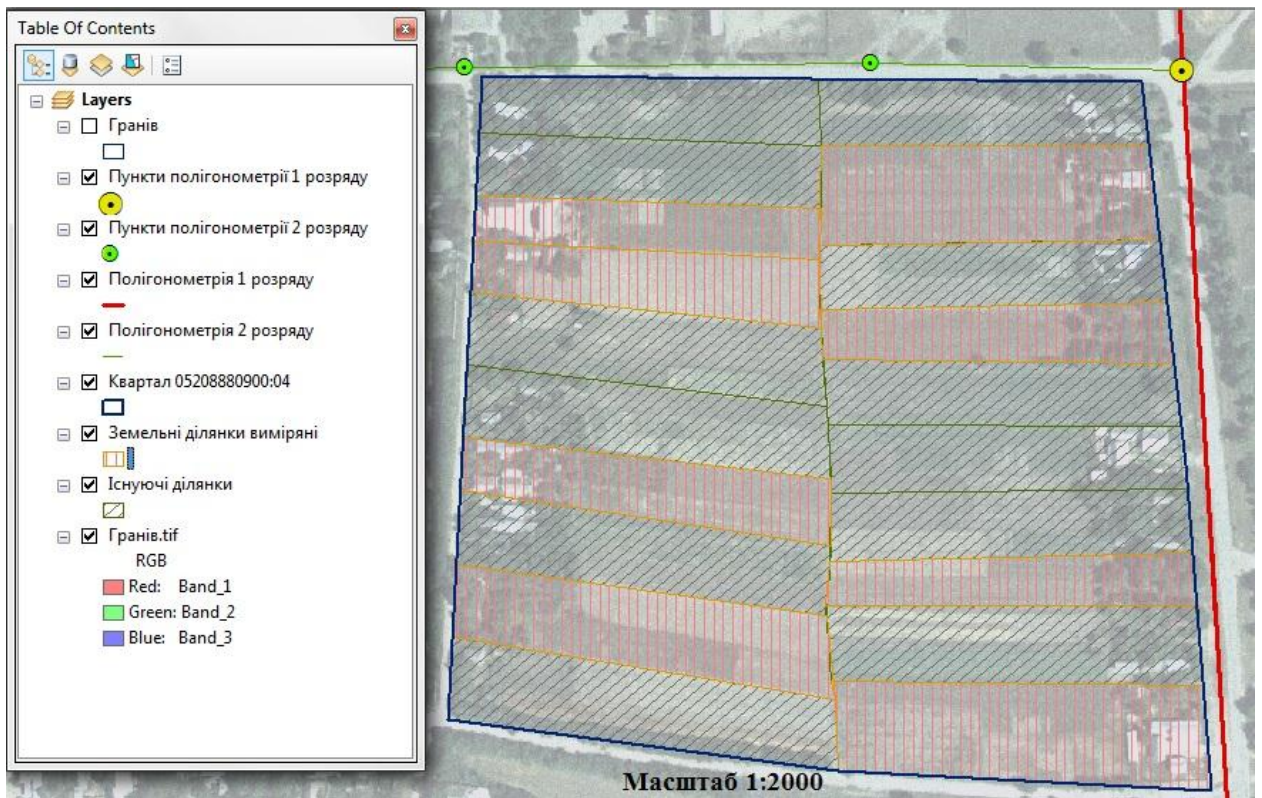 Table Of Contents
Layers
Гранів
Пункти полігонометрії 1 розряду
Пункти полігонометрії 2 розряду
Полігонометрія 1 розряду
Полігонометрія 2 розряду
Квартал 05208880900:04
Земельні ділянки виміряні
Існуючі ділянки
Гранів.tif
RGB
Red: Band_1
Green: Band_2
Blue: Band_3
Масштаб 1:2000